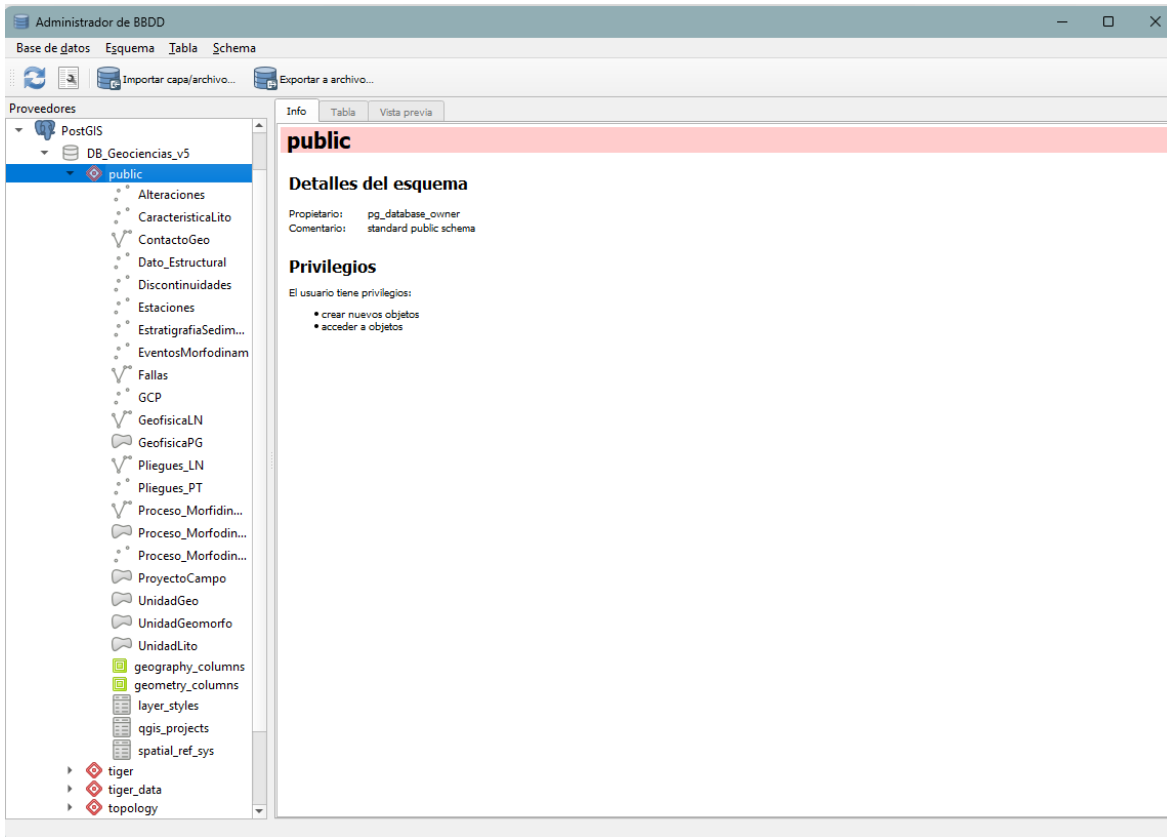 Administrador de BBDD
Base de datos Esquema Tabla Schema
Importar capa/archivo... Exportar a archivo...
Proveedores
PostGIS
DB_Geociencias_v5
public
Alteraciones
CaracteristicaLito
ContactoGeo
Dato_Estructural
Discontinuidades
Estaciones
EstratigrafiaSedim...
EventosMorfodinam
Fallas
GCP
GeofisicaLN
GeofisicaPG
Pliegues_LN
Pliegues_PT
Proceso_Morfidin...
Proceso_Morfodin...
Proceso_Morfodin...
ProyectoCampo
UnidadGeo
UnidadGeomorfo
UnidadLito
geography_columns
geometry_columns
layer_styles
qgis_projects
spatial_ref_sys
tiger
tiger_data
topology
Info Tabla Vista previa
public
Detalles del esquema
Propietario: pg_database_owner
Comentario: standard public schema
Privilegios
El usuario tiene privilegios:
• crear nuevos objetos
• acceder a objetos